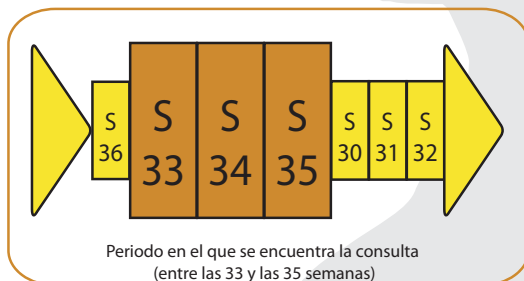 S 36
S 33
S 34
S 35
S 30
S 31
S 32
Periodo en el que se encuentra la consulta
(entre las 33 y las 35 semanas)